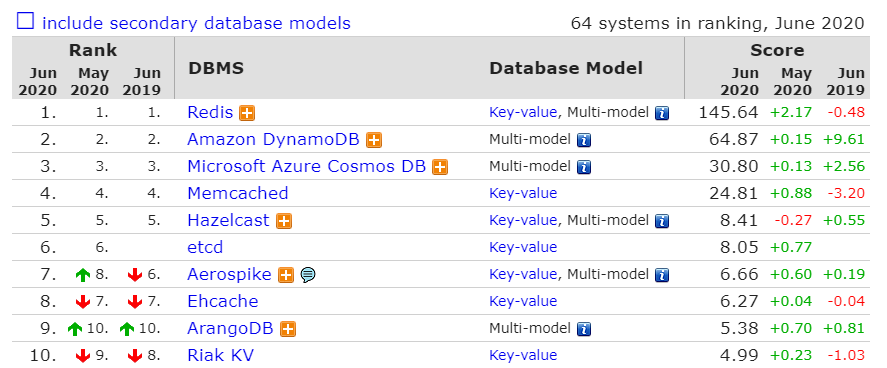 include secondary database models 64 systems in ranking, June 2020
Rank DBMS Database Model Score
Jun 2020 May 2020 Jun 2019 Jun 2020 May 2020 Jun 2019
1. 1. 1. Redis Key-value, Multi-model 145.64 +2.17 -0.48
2. 2. 2. Amazon DynamoDB Multi-model 64.87 +0.15 +9.61
3. 3. 3. Microsoft Azure Cosmos DB Multi-model 30.80 +0.13 +2.56
4. 4. 4. Memcached Key-value 24.81 +0.88 -3.20
5. 5. 5. Hazelcast Key-value, Multi-model 8.41 -0.27 +0.55
6. 6. etcd Key-value 8.05 +0.77
7. 8. 6. Aerospike Key-value, Multi-model 6.66 +0.60 +0.19
8. 7. 7. Ehcache Key-value 6.27 +0.04 -0.04
9. 10. 10. ArangoDB Multi-model 5.38 +0.70 +0.81
10. 9. 8. Riak KV Key-value 4.99 +0.23 -1.03